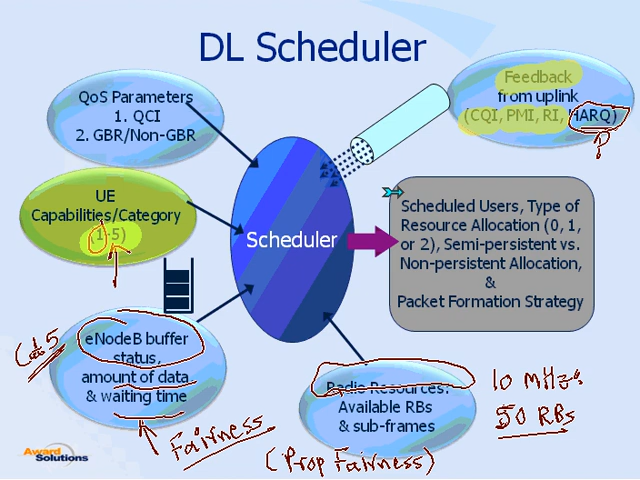 DL Scheduler
QoS Parameters
1. QCI
2. GBR/Non-GBR
Feedback
from uplink
(CQI, PMI, RI, HARQ)
?
UE
Capabilities/Category
(1-5)
Scheduler
Scheduled Users, Type of
Resource Allocation (0, 1,
or 2), Semi-persistent vs.
Non-persistent Allocation,
&
Packet Formation Strategy
Cat 5
eNodeB buffer
status,
amount of data
& waiting time
Fairness
Radio Resources:
Available RBs
& sub-frames
10 MHz
50 RBs
(Prop Fairness)
Award
Solutions